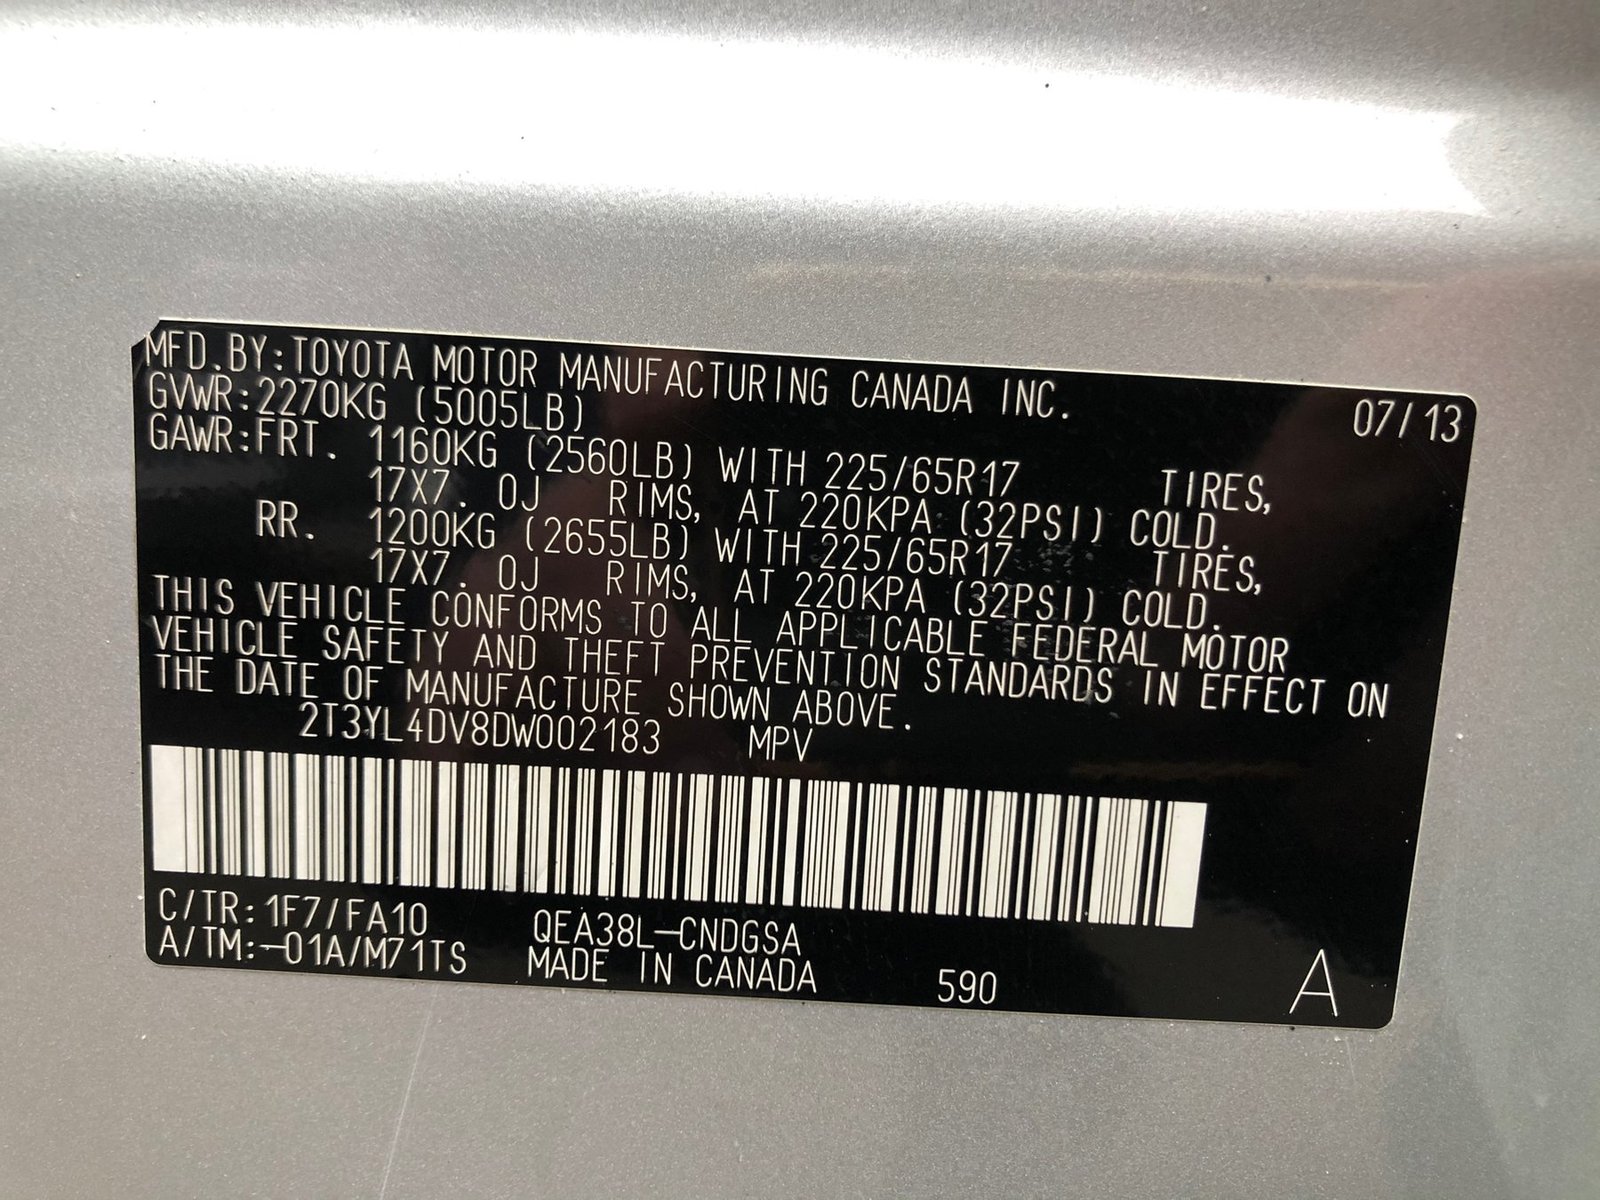 MFD.BY:TOYOTA MOTOR MANUFACTURING CANADA INC. 07/13
GVWR:2270KG (5005LB)
GAWR:FRT. 1160KG (2560LB) WITH 225/65R17 TIRES,
17X7. 0J RIMS, AT 220KPA (32PSI) COLD.
RR. 1200KG (2655LB) WITH 225/65R17 TIRES,
17X7. 0J RIMS, AT 220KPA (32PSI) COLD.
THIS VEHICLE CONFORMS TO ALL APPLICABLE FEDERAL MOTOR
VEHICLE SAFETY AND THEFT PREVENTION STANDARDS IN EFFECT ON
THE DATE OF MANUFACTURE SHOWN ABOVE.
2T3YL4DV8DW002183 MPV
C/TR:1F7/FA10 QEA38L-CNDGSA
A/TM:-01A/M71TS MADE IN CANADA 590 A